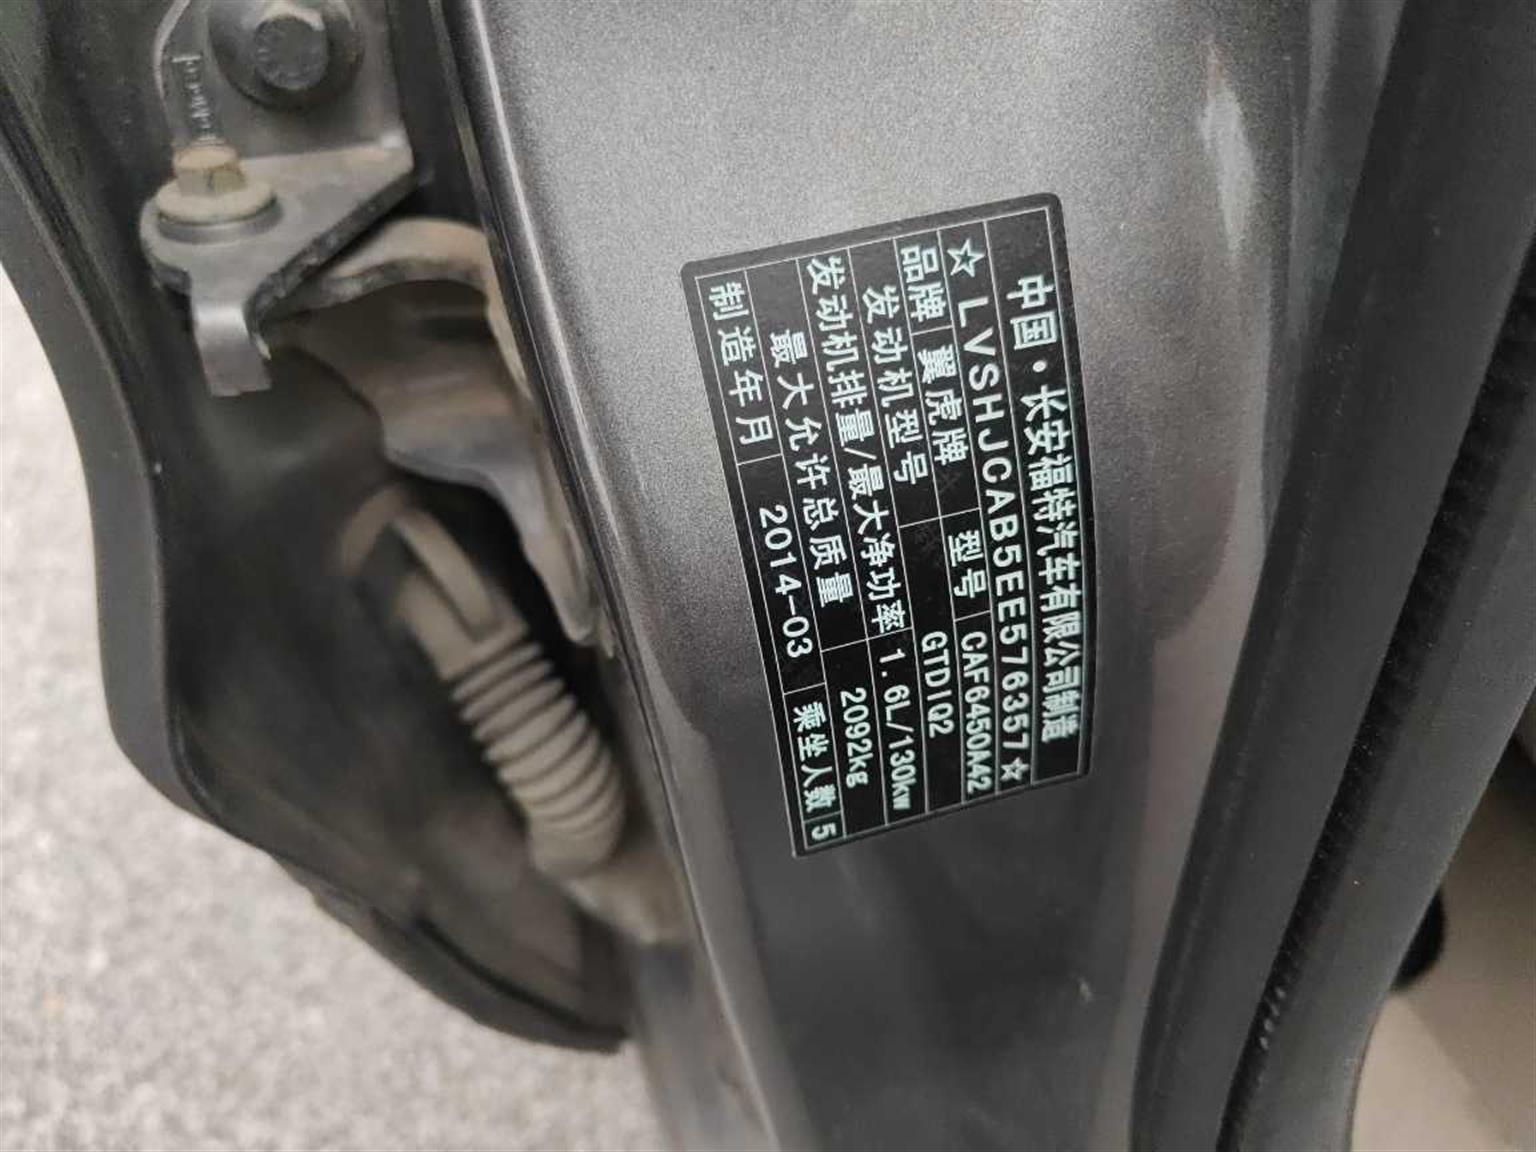 中国·长安福特汽车有限公司制造
☆LVSHJCAB5EE576357☆
品牌 翼虎牌 型号 CAF6450A42
发动机型号 GTDIQ2
发动机排量/最大净功率 1.6L/130kw
最大允许总质量 2092kg
制造年月 2014-03 乘坐人数 5